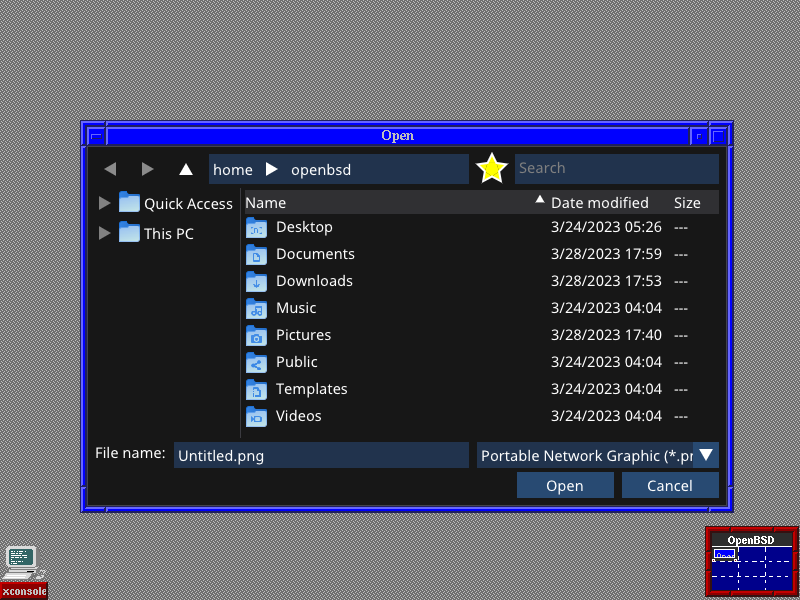 Open
home openbsd Search
Quick Access
This PC
Name Date modified Size
Desktop 3/24/2023 05:26 ---
Documents 3/28/2023 17:59 ---
Downloads 3/28/2023 17:53 ---
Music 3/24/2023 04:04 ---
Pictures 3/28/2023 17:40 ---
Public 3/24/2023 04:04 ---
Templates 3/24/2023 04:04 ---
Videos 3/24/2023 04:04 ---
File name: Untitled.png Portable Network Graphic (*.pr
Open Cancel
OpenBSD
Open
xconsole